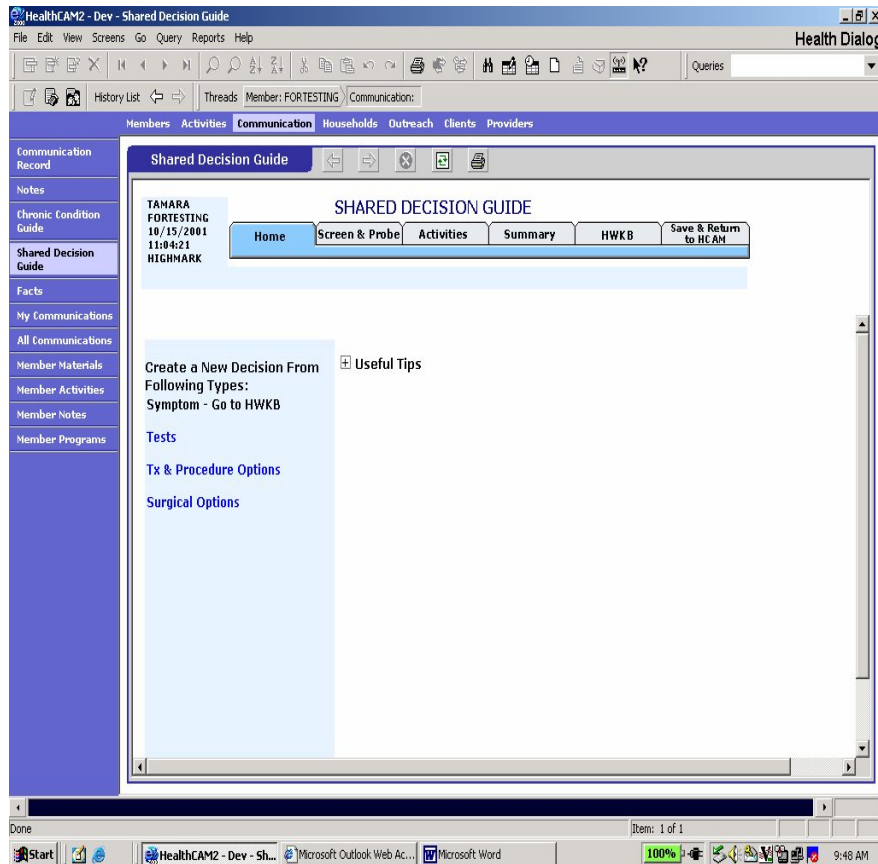 HealthCAM2 - Dev - Shared Decision Guide
File Edit View Screens Go Query Reports Help
Health Dialog
Queries
History List Threads Member: FORTESTING Communication:
Members Activities Communication Households Outreach Clients Providers
Communication
Record
Notes
Chronic Condition
Guide
Shared Decision
Guide
Facts
My Communications
All Communications
Member Materials
Member Activities
Member Notes
Member Programs
Shared Decision Guide
TAMARA
FORTESTING
10/15/2001
11:04:21
HIGHMARK
SHARED DECISION GUIDE
Home Screen & Probe Activities Summary HWKB Save & Return
to HCAM
Create a New Decision From
Following Types:
Symptom - Go to HWKB
Tests
Tx & Procedure Options
Surgical Options
Useful Tips
Done
Item: 1 of 1
Start HealthCAM2 - Dev - Sh... Microsoft Outlook Web Ac... Microsoft Word 100% 9:48 AM